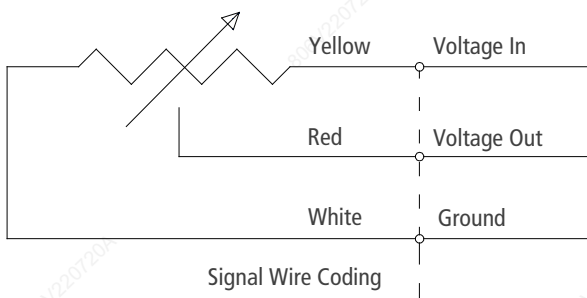 Yellow Voltage In
Red Voltage Out
White Ground
Signal Wire Coding